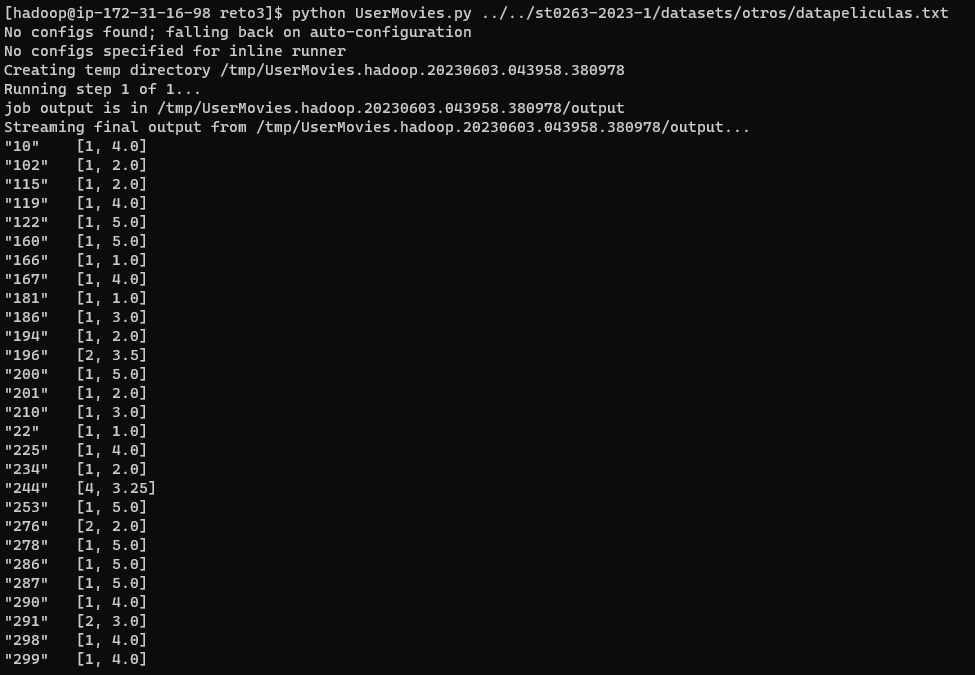 [hadoop@ip-172-31-16-98 reto3]$ python UserMovies.py ../../st0263-2023-1/datasets/otros/datapeliculas.txt
No configs found; falling back on auto-configuration
No configs specified for inline runner
Creating temp directory /tmp/UserMovies.hadoop.20230603.043958.380978
Running step 1 of 1...
job output is in /tmp/UserMovies.hadoop.20230603.043958.380978/output
Streaming final output from /tmp/UserMovies.hadoop.20230603.043958.380978/output...
"10"    [1, 4.0]
"102"   [1, 2.0]
"115"   [1, 2.0]
"119"   [1, 4.0]
"122"   [1, 5.0]
"160"   [1, 5.0]
"166"   [1, 1.0]
"167"   [1, 4.0]
"181"   [1, 1.0]
"186"   [1, 3.0]
"194"   [1, 2.0]
"196"   [2, 3.5]
"200"   [1, 5.0]
"201"   [1, 2.0]
"210"   [1, 3.0]
"22"    [1, 1.0]
"225"   [1, 4.0]
"234"   [1, 2.0]
"244"   [4, 3.25]
"253"   [1, 5.0]
"276"   [2, 2.0]
"278"   [1, 5.0]
"286"   [1, 5.0]
"287"   [1, 5.0]
"290"   [1, 4.0]
"291"   [2, 3.0]
"298"   [1, 4.0]
"299"   [1, 4.0]